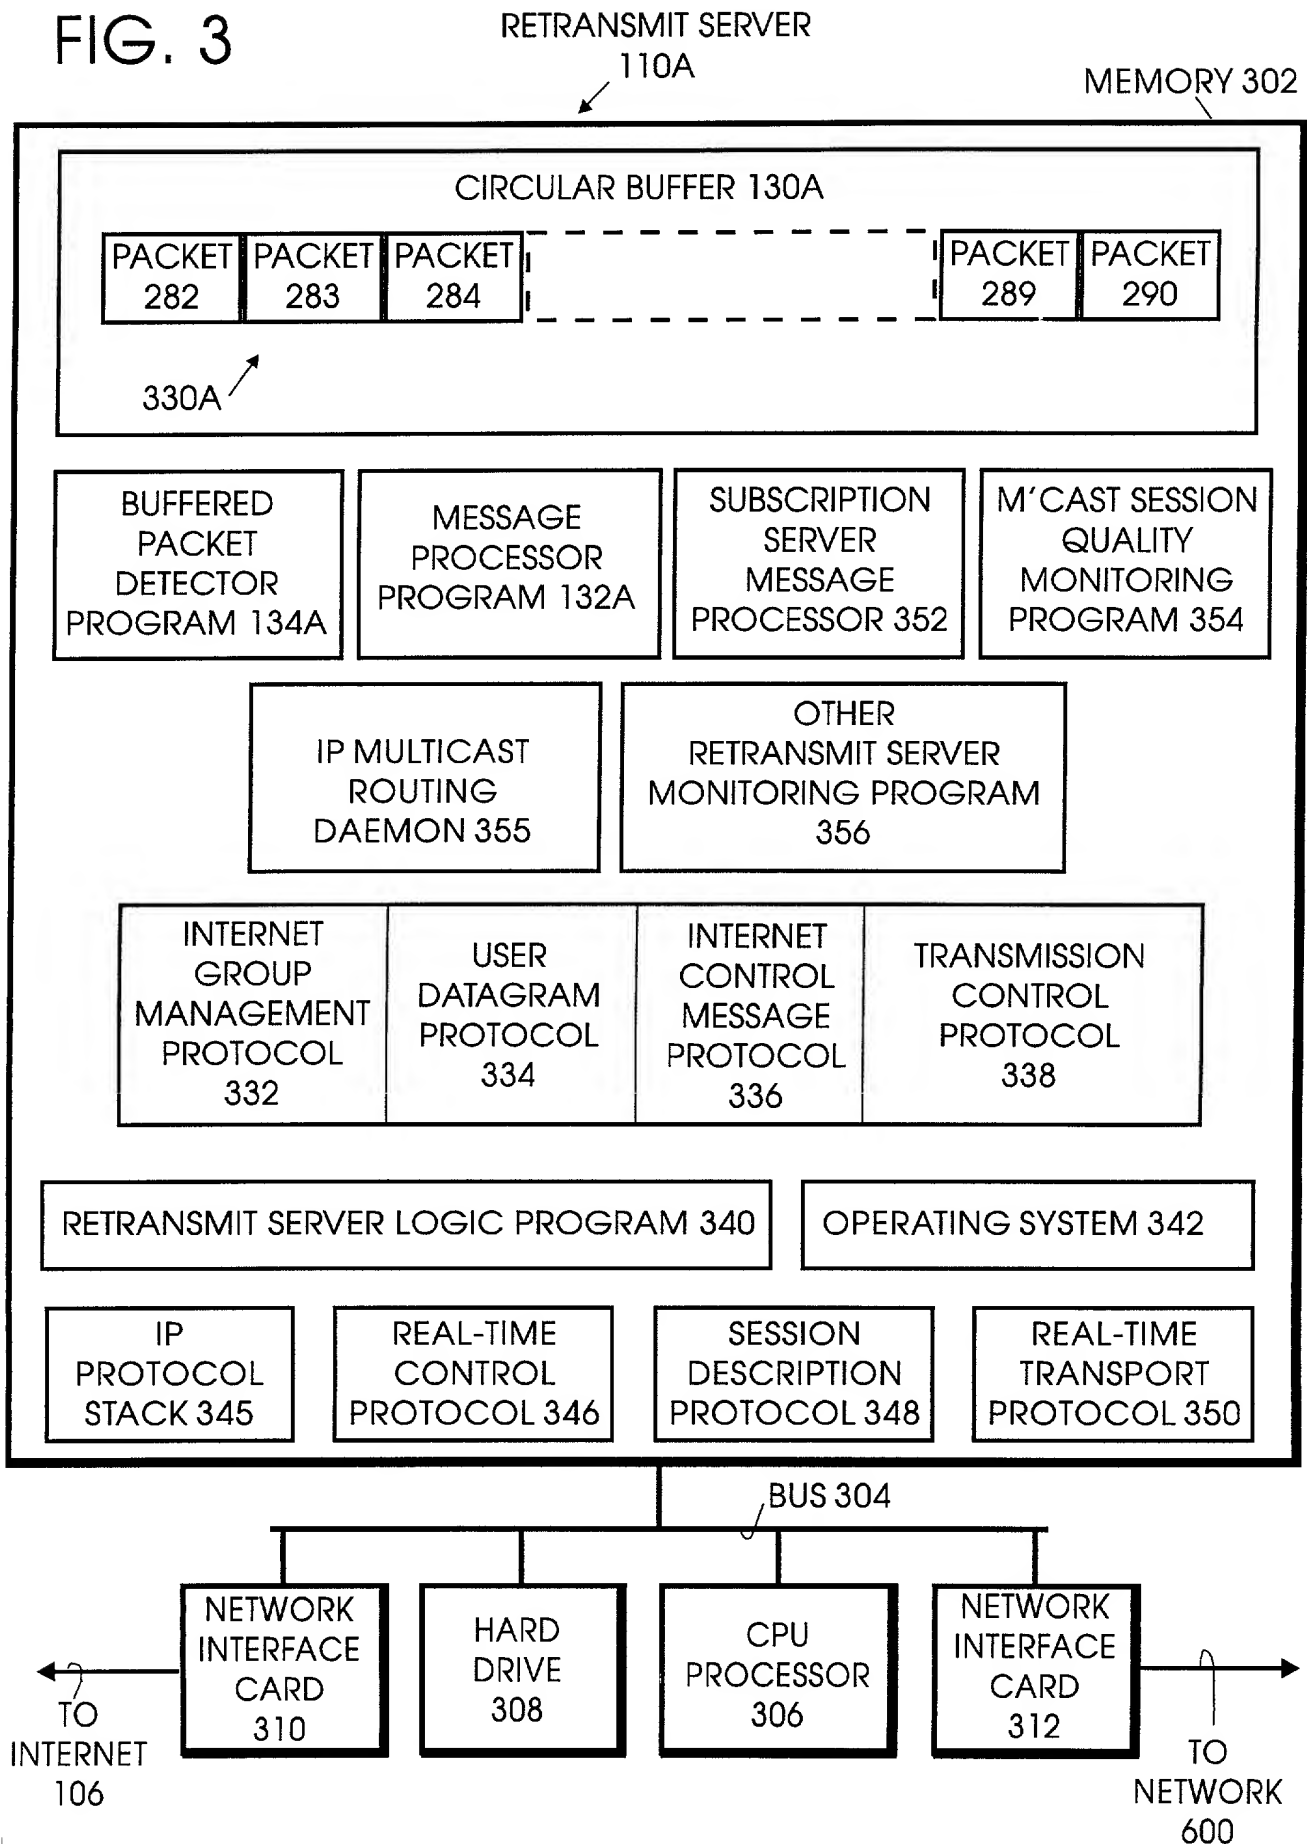 FIG. 3
RETRANSMIT SERVER
110A
MEMORY 302
CIRCULAR BUFFER 130A
PACKET
282
PACKET
283
PACKET
284
PACKET
289
PACKET
290
330A
BUFFERED
PACKET
DETECTOR
PROGRAM 134A
MESSAGE
PROCESSOR
PROGRAM 132A
SUBSCRIPTION
SERVER
MESSAGE
PROCESSOR 352
M'CAST SESSION
QUALITY
MONITORING
PROGRAM 354
IP MULTICAST
ROUTING
DAEMON 355
OTHER
RETRANSMIT SERVER
MONITORING PROGRAM
356
INTERNET
GROUP
MANAGEMENT
PROTOCOL
332
USER
DATAGRAM
PROTOCOL
334
INTERNET
CONTROL
MESSAGE
PROTOCOL
336
TRANSMISSION
CONTROL
PROTOCOL
338
RETRANSMIT SERVER LOGIC PROGRAM 340
OPERATING SYSTEM 342
IP
PROTOCOL
STACK 345
REAL-TIME
CONTROL
PROTOCOL 346
SESSION
DESCRIPTION
PROTOCOL 348
REAL-TIME
TRANSPORT
PROTOCOL 350
BUS 304
NETWORK
INTERFACE
CARD
310
HARD
DRIVE
308
CPU
PROCESSOR
306
NETWORK
INTERFACE
CARD
312
TO
INTERNET
106
TO
NETWORK
600